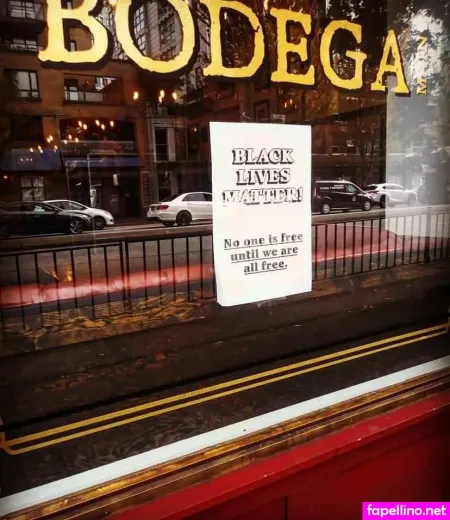 BODEGA
BLACK
LIVES
MATTER!
No one is free
until we are
all free.
fapellino.net